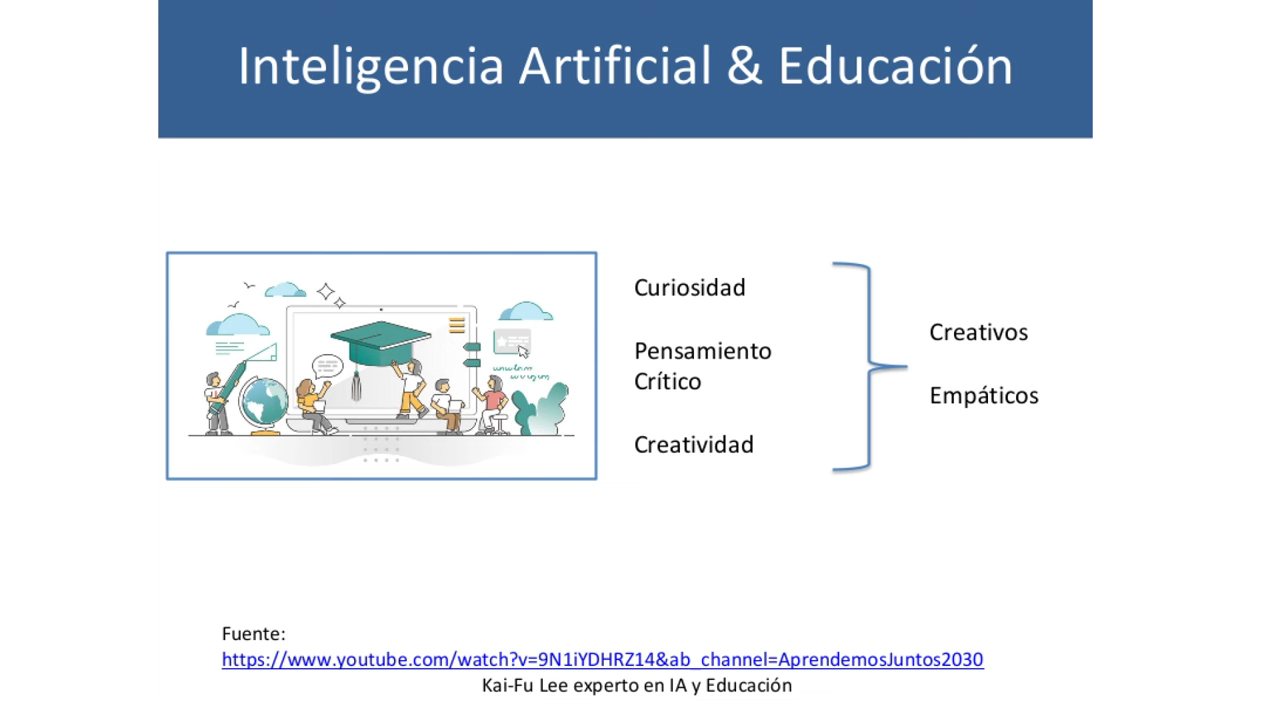 Inteligencia Artificial & Educación
Curiosidad
Pensamiento
Crítico
Creatividad
Creativos
Empáticos
Fuente:
https://www.youtube.com/watch?v=9N1iYDHRZ14&ab_channel=AprendemosJuntos2030
Kai-Fu Lee experto en IA y Educación